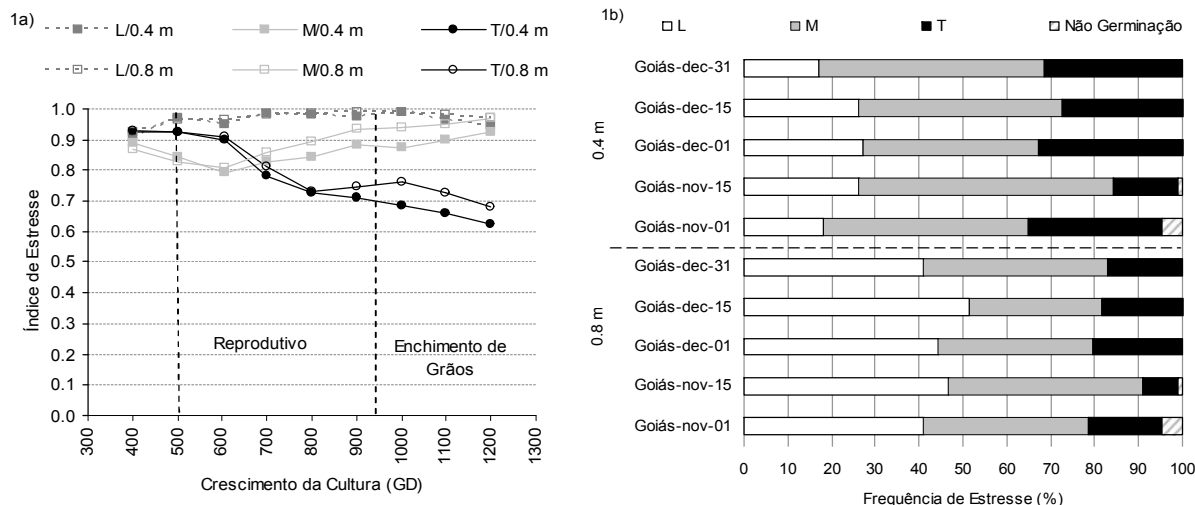 1a)
L/0.4 m M/0.4 m T/0.4 m
L/0.8 m M/0.8 m T/0.8 m
Índice de Estresse
1.0
0.9
0.8
0.7
0.6
0.5
0.4
0.3
0.2
0.1
0.0
Reprodutivo
Enchimento de
Grãos
300 400 500 600 700 800 900 1000 1100 1200 1300
Crescimento da Cultura (GD)
1b)
L M T Não Germinação
0.4 m
Goiás-dec-31
Goiás-dec-15
Goiás-dec-01
Goiás-nov-15
Goiás-nov-01
0.8 m
Goiás-dec-31
Goiás-dec-15
Goiás-dec-01
Goiás-nov-15
Goiás-nov-01
0 10 20 30 40 50 60 70 80 90 100
Frequência de Estresse (%)